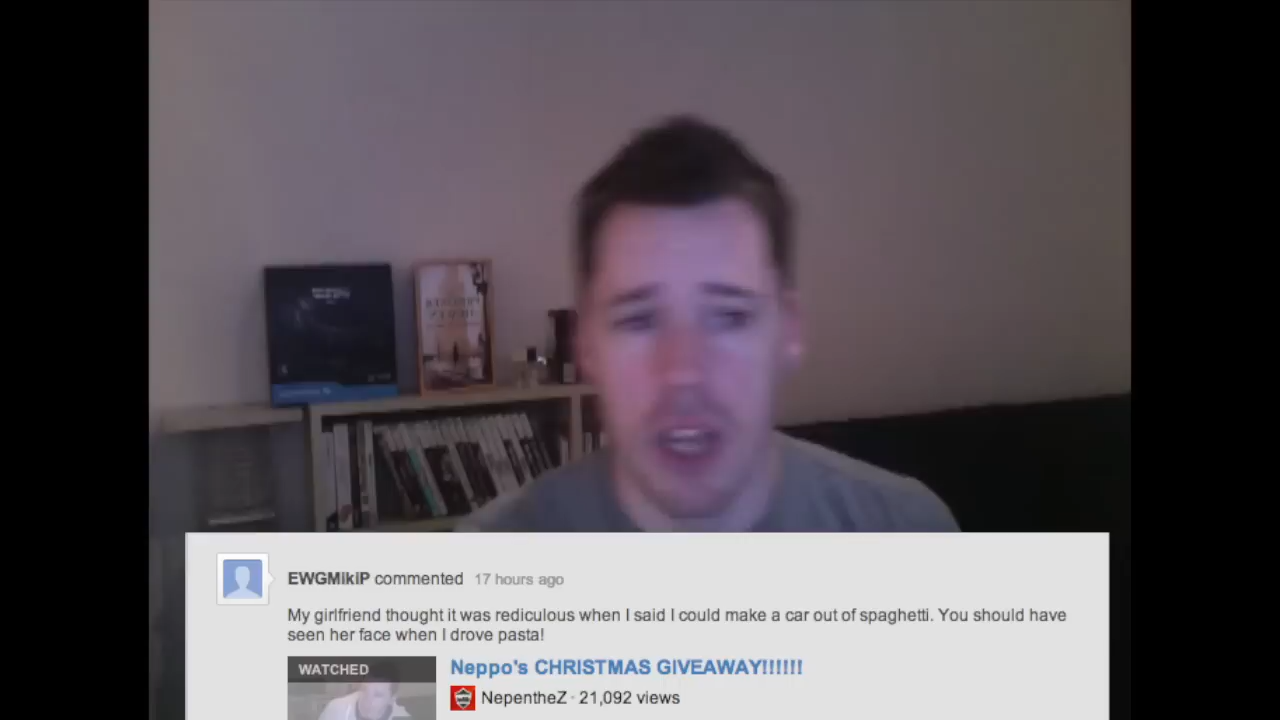 EWGMikiP commented 17 hours ago
My girlfriend thought it was rediculous when I said I could make a car out of spaghetti. You should have
seen her face when I drove pasta!
WATCHED
Neppo's CHRISTMAS GIVEAWAY!!!!!!
NepentheZ · 21,092 views